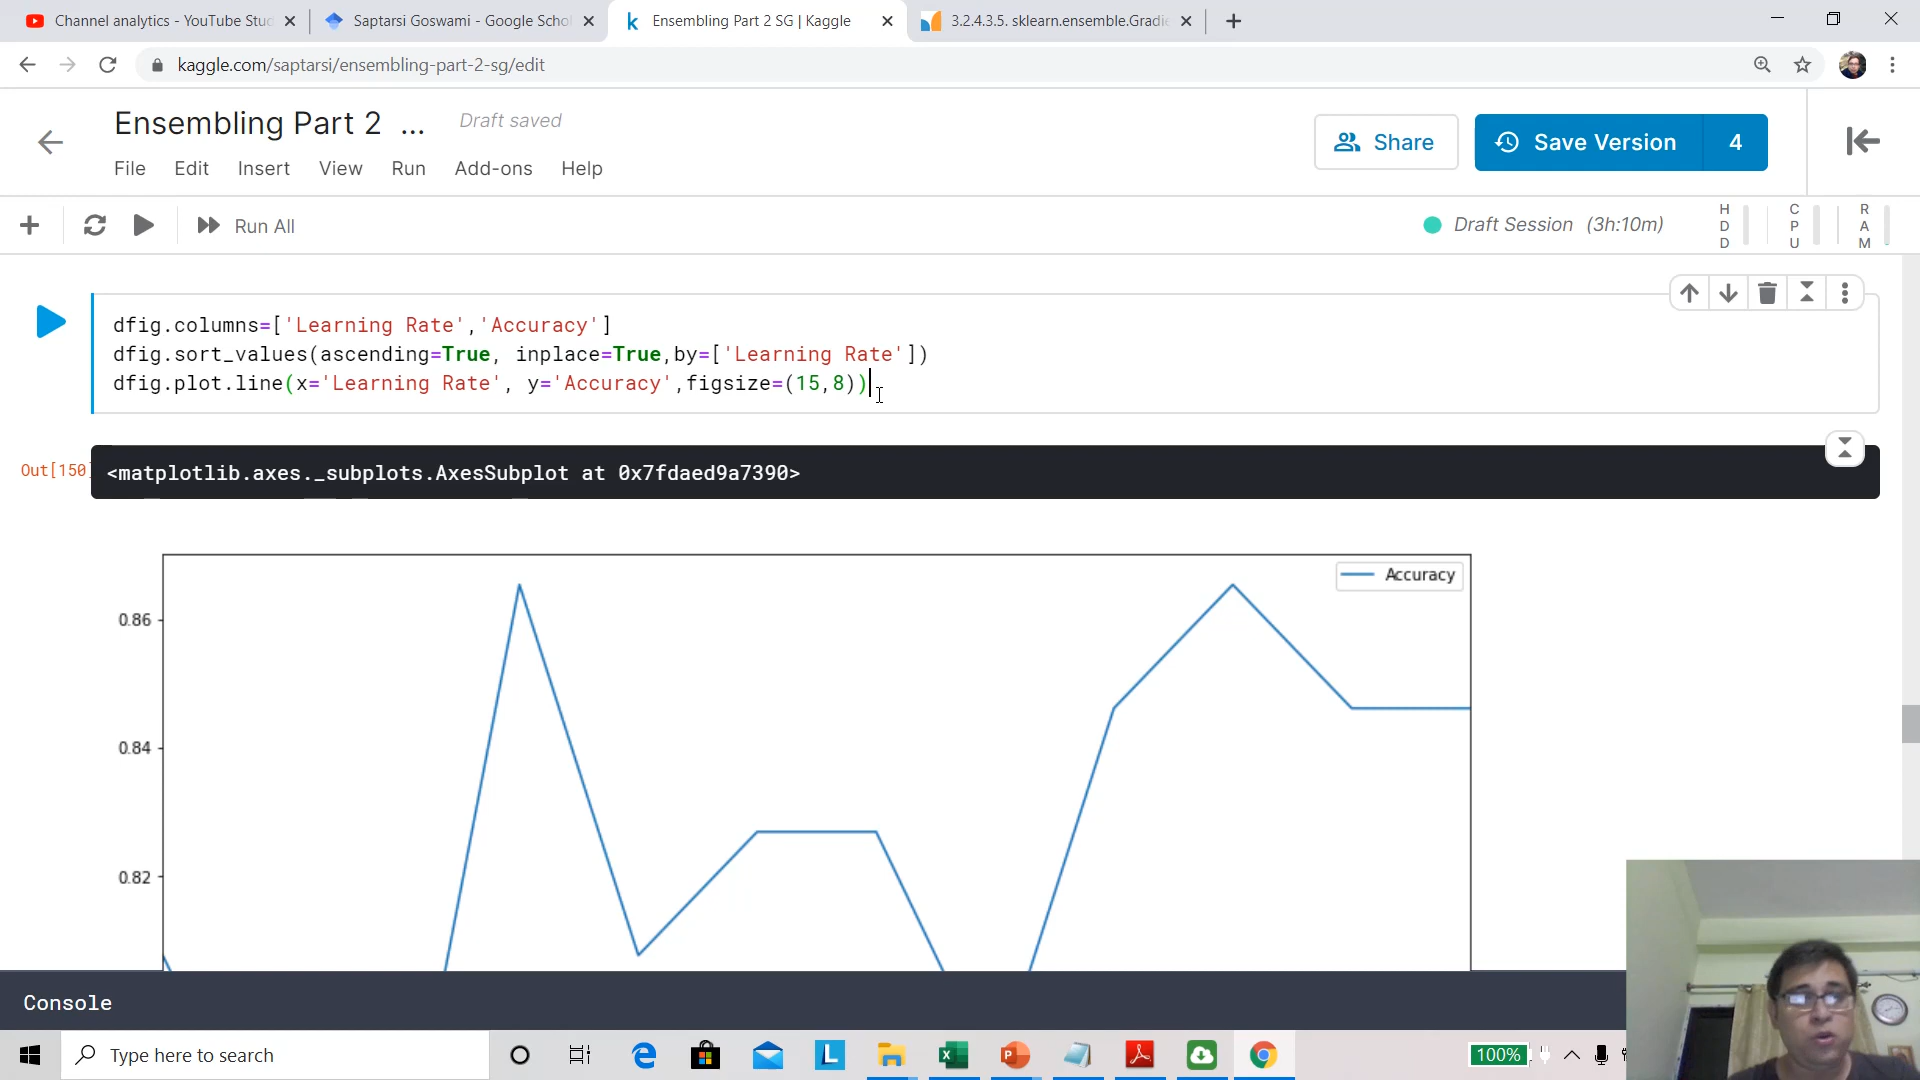 Channel analytics - YouTube Stud
Saptarsi Goswami - Google Schol
Ensembling Part 2 SG | Kaggle
3.2.4.3.5. sklearn.ensemble.Gradie
kaggle.com/saptarsi/ensembling-part-2-sg/edit
Ensembling Part 2 ...
Draft saved
Share
Save Version
4
File
Edit
Insert
View
Run
Add-ons
Help
Run All
Draft Session (3h:10m)
HDD
CPU
RAM
dfig.columns=['Learning Rate','Accuracy']
dfig.sort_values(ascending=True, inplace=True,by=['Learning Rate'])
dfig.plot.line(x='Learning Rate', y='Accuracy',figsize=(15,8))
Out[150]
<matplotlib.axes._subplots.AxesSubplot at 0x7fdaed9a7390>
Accuracy
0.86
0.84
0.82
Console
Type here to search
100%